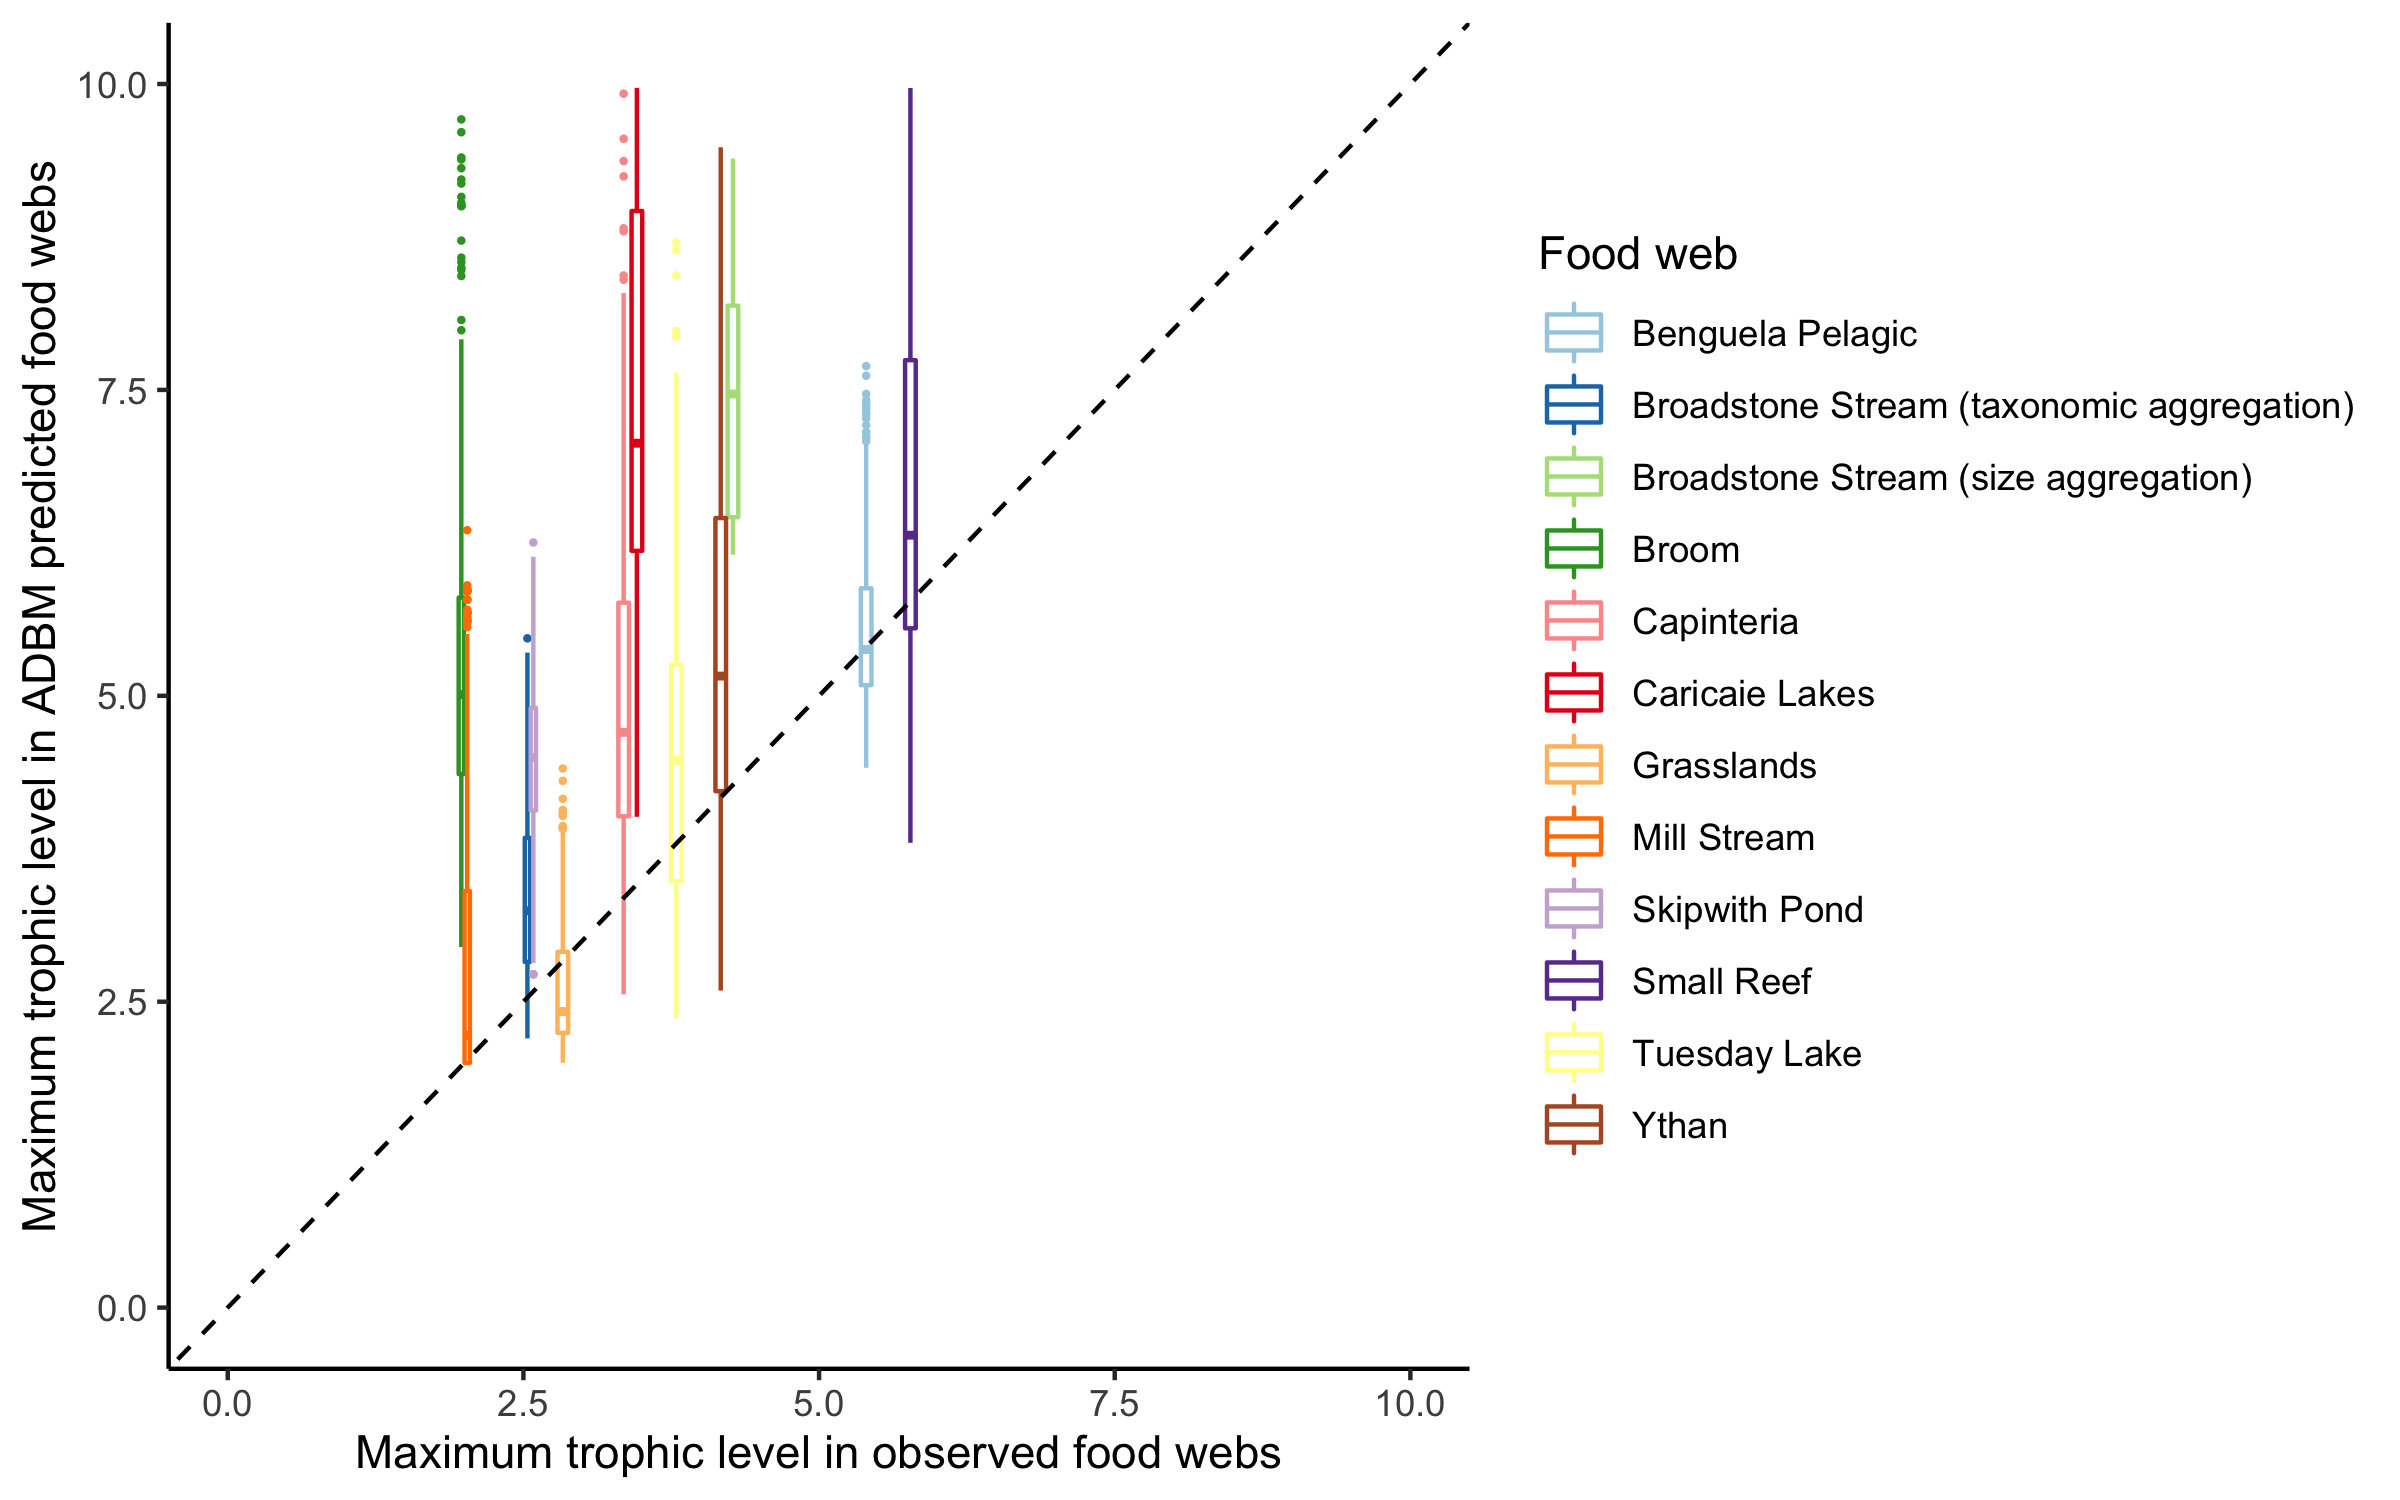 Maximum trophic level in ADBM predicted food webs
10.0
7.5
5.0
2.5
0.0
0.0 2.5 5.0 7.5 10.0
Maximum trophic level in observed food webs
Food web
Benguela Pelagic
Broadstone Stream (taxonomic aggregation)
Broadstone Stream (size aggregation)
Broom
Capinteria
Caricaie Lakes
Grasslands
Mill Stream
Skipwith Pond
Small Reef
Tuesday Lake
Ythan